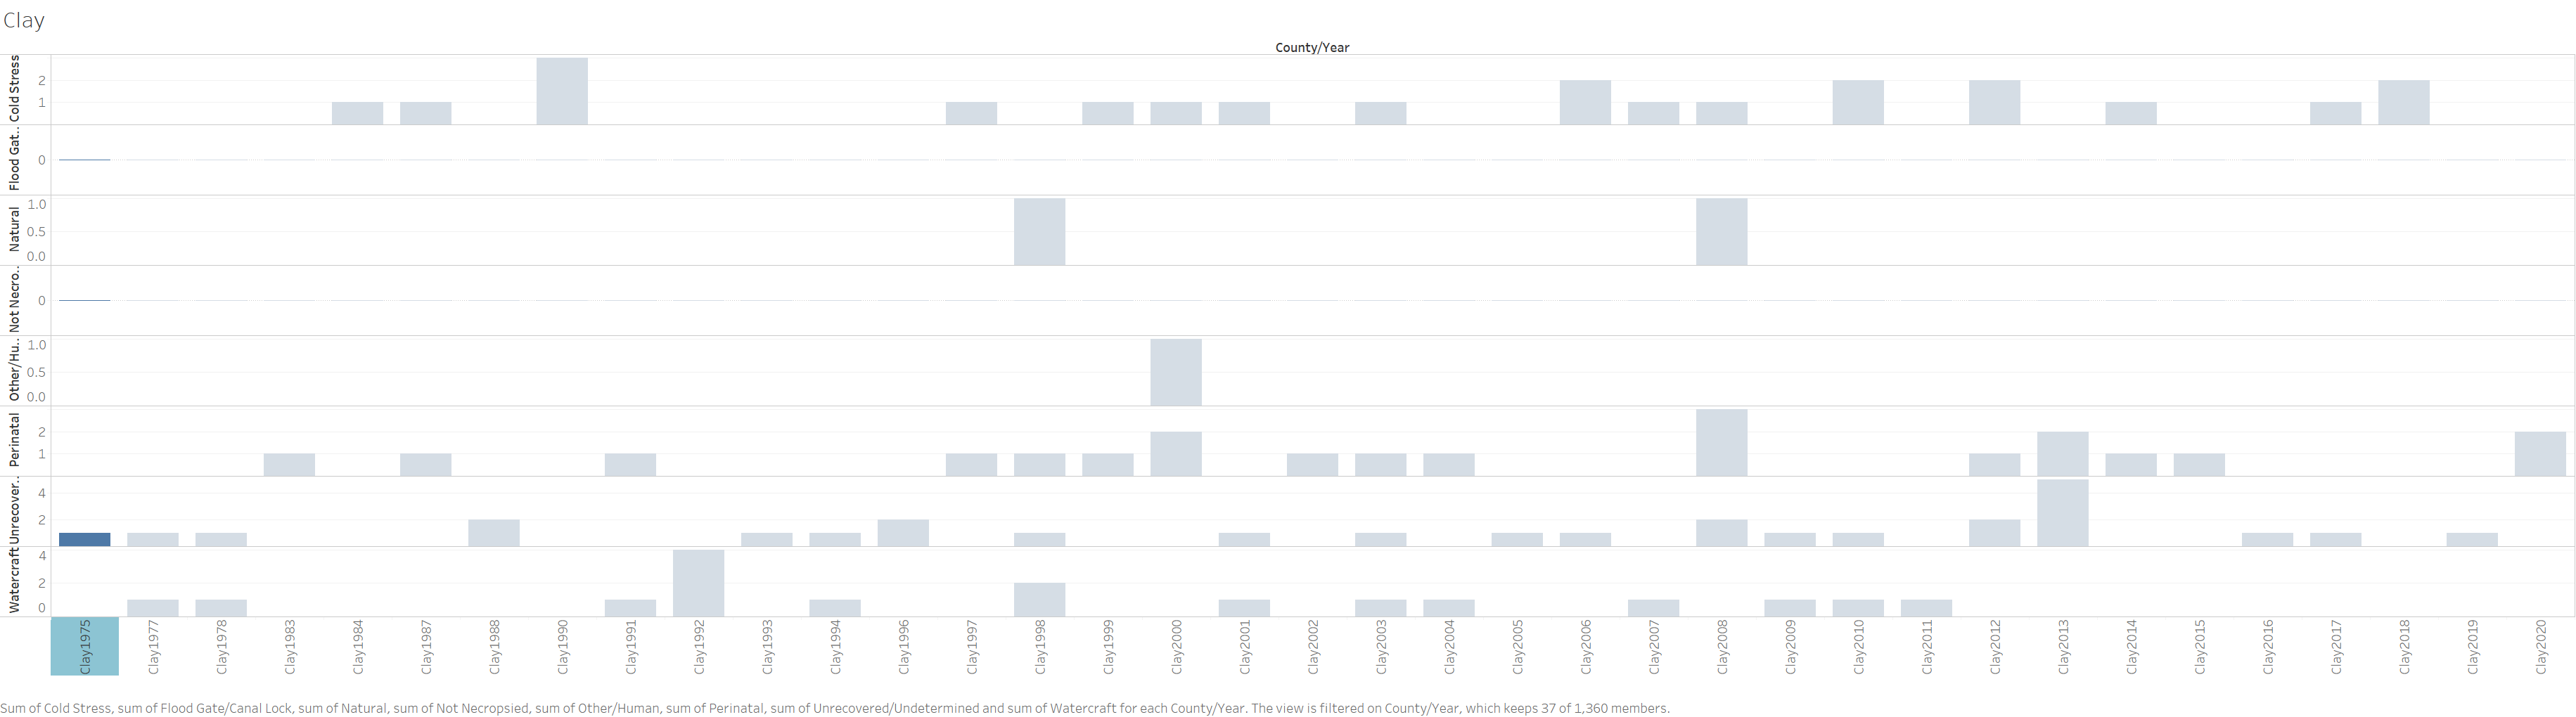 Clay
County/Year
Cold Stress
2
1
Flood Gat..
0
Natural
1.0
0.5
0.0
Not Necro..
0
Other/Hu..
1.0
0.5
0.0
Perinatal
2
1
Unrecover..
4
2
Watercraft
4
2
0
Clay1975
Clay1977
Clay1978
Clay1983
Clay1984
Clay1987
Clay1988
Clay1990
Clay1991
Clay1992
Clay1993
Clay1994
Clay1996
Clay1997
Clay1998
Clay1999
Clay2000
Clay2001
Clay2002
Clay2003
Clay2004
Clay2005
Clay2006
Clay2007
Clay2008
Clay2009
Clay2010
Clay2011
Clay2012
Clay2013
Clay2014
Clay2015
Clay2016
Clay2017
Clay2018
Clay2019
Clay2020
Sum of Cold Stress, sum of Flood Gate/Canal Lock, sum of Natural, sum of Not Necropsied, sum of Other/Human, sum of Perinatal, sum of Unrecovered/Undetermined and sum of Watercraft for each County/Year. The view is filtered on County/Year, which keeps 37 of 1,360 members.